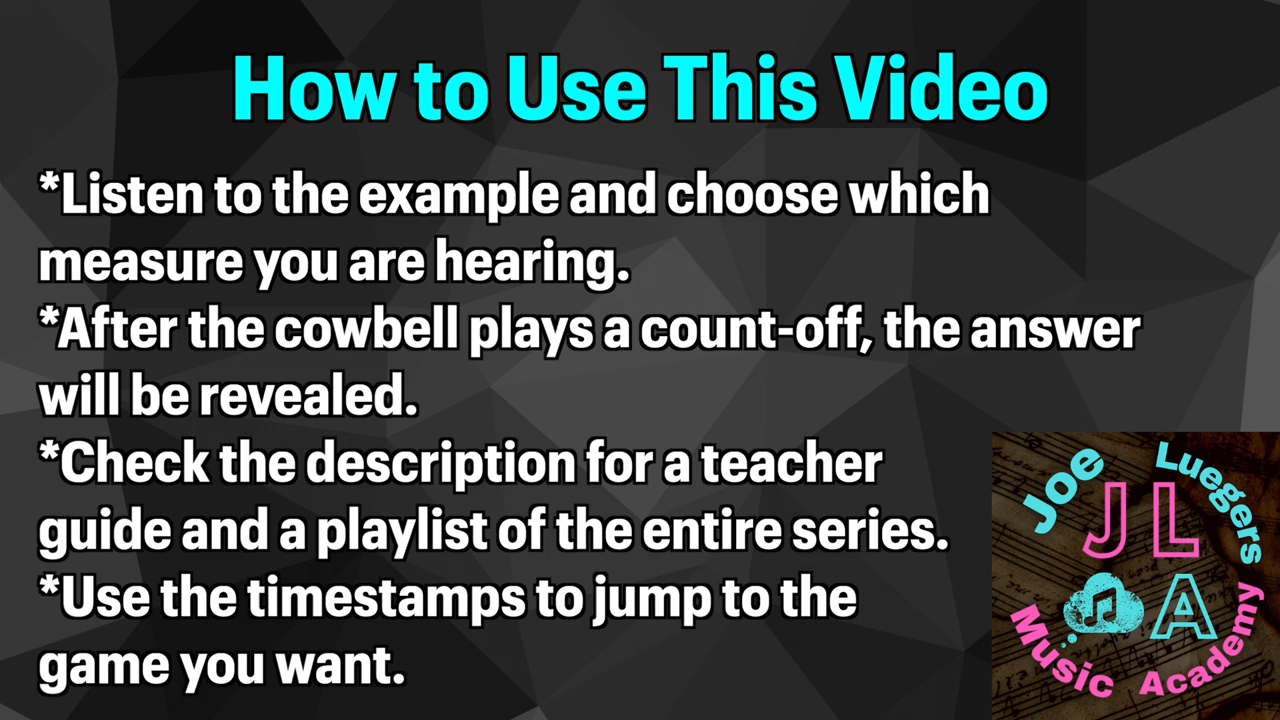 How to Use This Video
*Listen to the example and choose which
measure you are hearing.
*After the cowbell plays a count-off, the answer
will be revealed.
*Check the description for a teacher
guide and a playlist of the entire series.
*Use the timestamps to jump to the
game you want.
Joe Luegers
JL
A
Music Academy